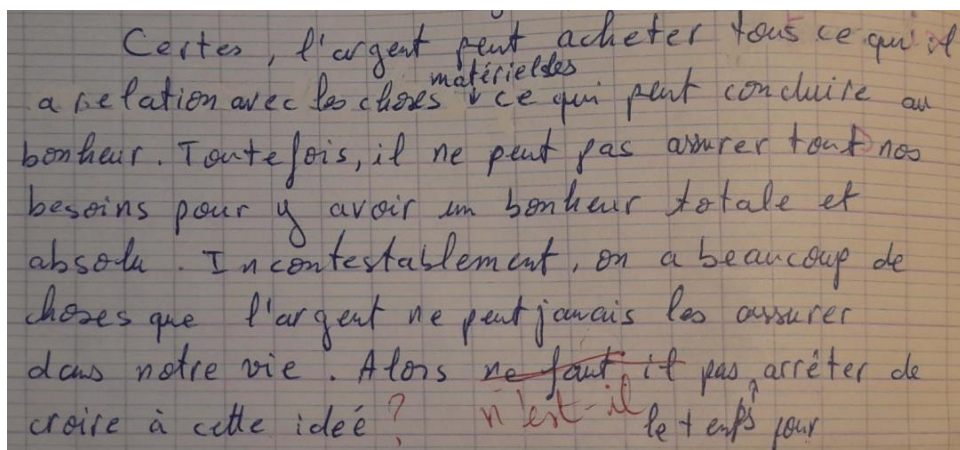 Certes, l'argent peut acheter tous ce qu'il
matérielles
a relation avec les choses ce qui peut conduire au
bonheur. Toutefois, il ne peut pas assurer tout nos
besoins pour y avoir un bonheur totale et
absolu. Incontestablement, on a beaucoup de
choses que l'argent ne peut jamais les assurer
dans notre vie. Alors ne faut il pas arrêter de
croire à cette idée ? n'est-il le temps pour